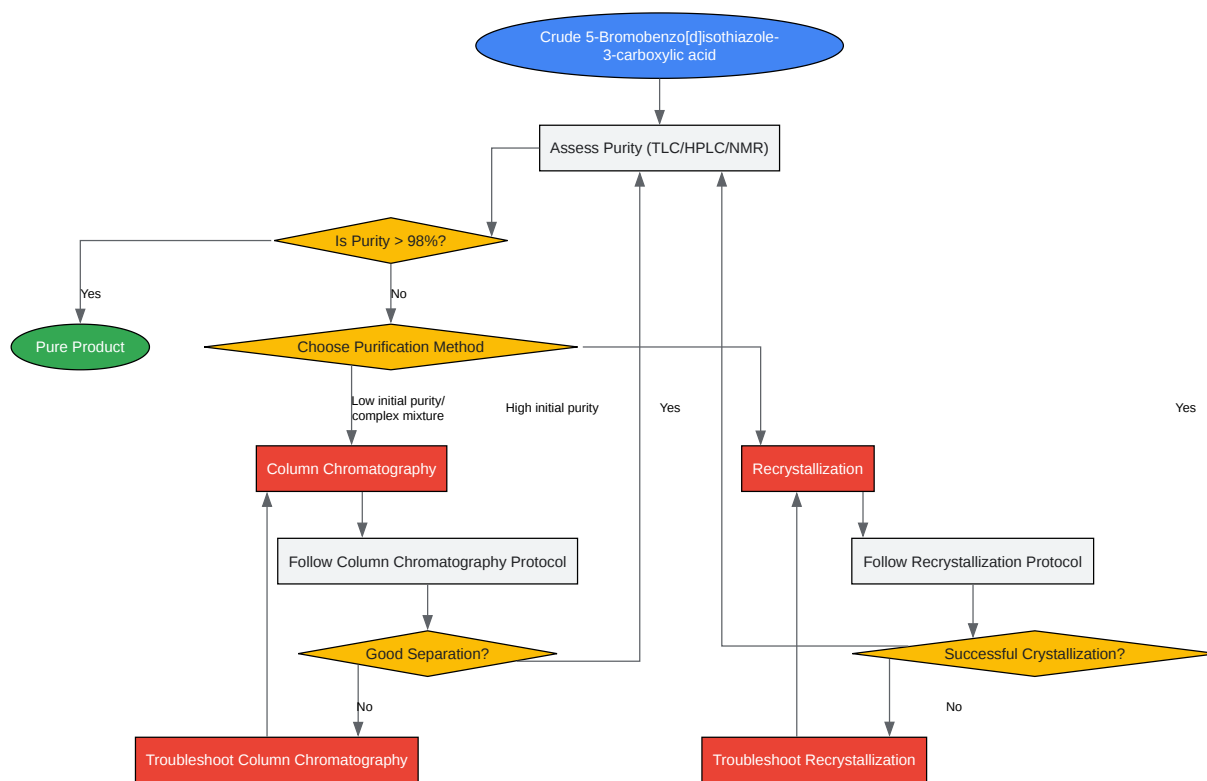 Crude 5-Bromobenzo[d]isothiazole-
3-carboxylic acid
Assess Purity (TLC/HPLC/NMR)
Is Purity > 98%?
Yes
No
Pure Product
Choose Purification Method
Low initial purity/
complex mixture
High initial purity
Yes
Yes
Column Chromatography
Recrystallization
Follow Column Chromatography Protocol
Follow Recrystallization Protocol
Good Separation?
Successful Crystallization?
No
No
Troubleshoot Column Chromatography
Troubleshoot Recrystallization